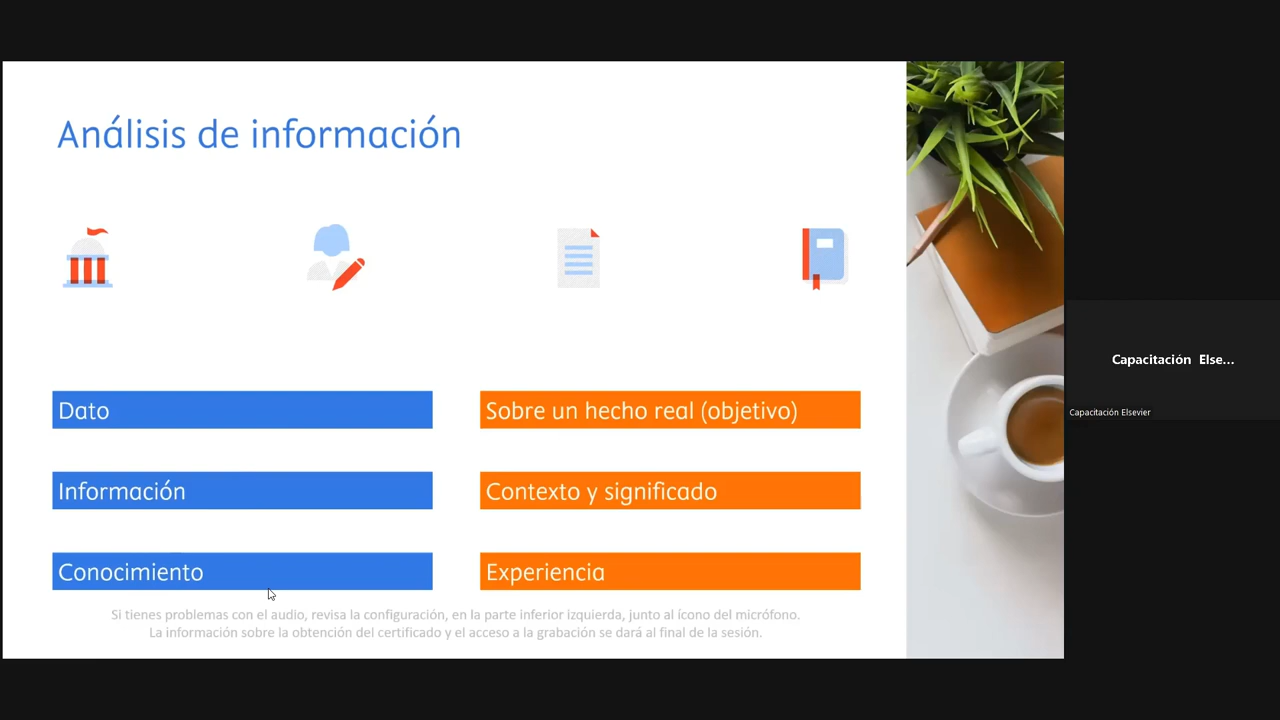 Análisis de información
Dato
Sobre un hecho real (objetivo)
Información
Contexto y significado
Conocimiento
Experiencia
Si tienes problemas con el audio, revisa la configuración, en la parte inferior izquierda, junto al ícono del micrófono.
La información sobre la obtención del certificado y el acceso a la grabación se dará al final de la sesión.
Capacitación Else...
Capacitación Elsevier